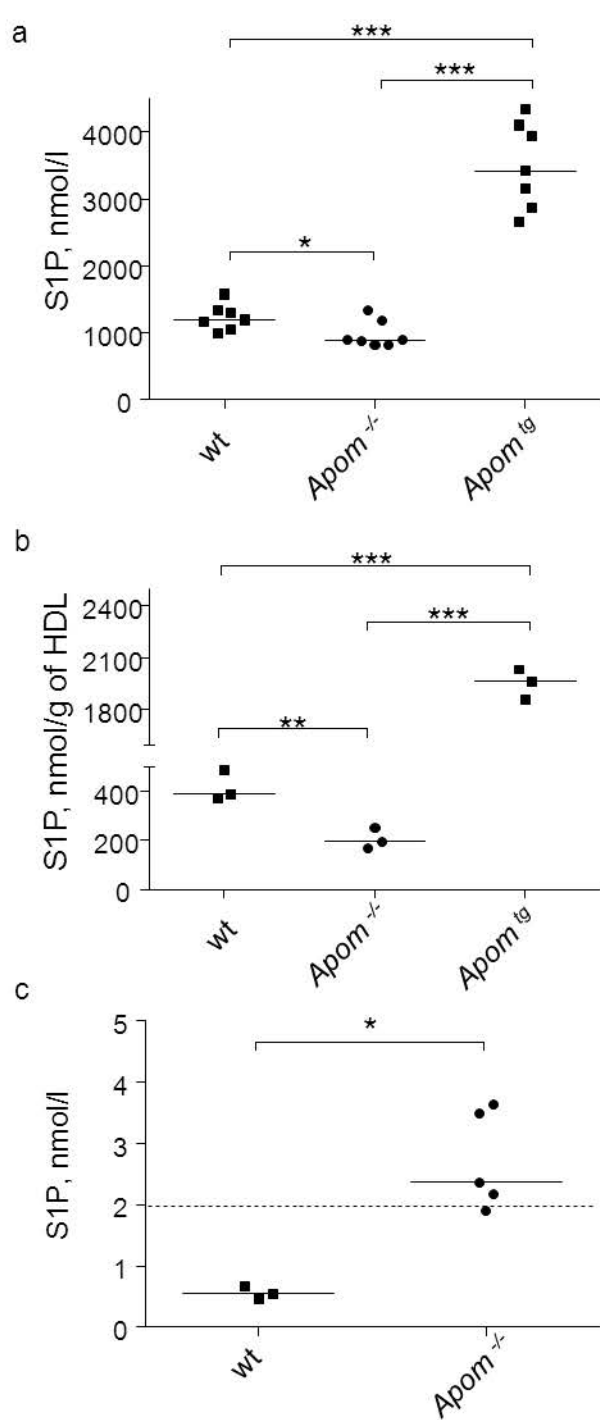 a
***
***
4000
3000
2000
1000
0
S1P, nmol/l
*
wt
Apom -/-
Apom tg
b
***
***
2400
2100
1800
400
200
0
S1P, nmol/g of HDL
**
wt
Apom -/-
Apom tg
c
*
5
4
3
2
1
0
S1P, nmol/l
wt
Apom -/-